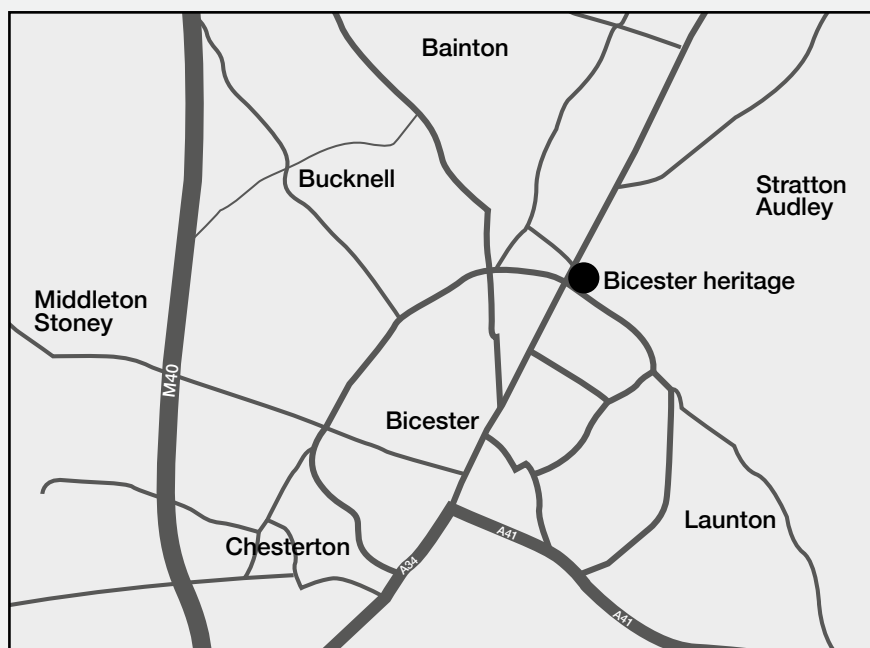 Bainton
Bucknell
Stratton
Audley
Bicester heritage
Middleton
Stoney
M40
Bicester
Launton
Chesterton
A41
A34
A41